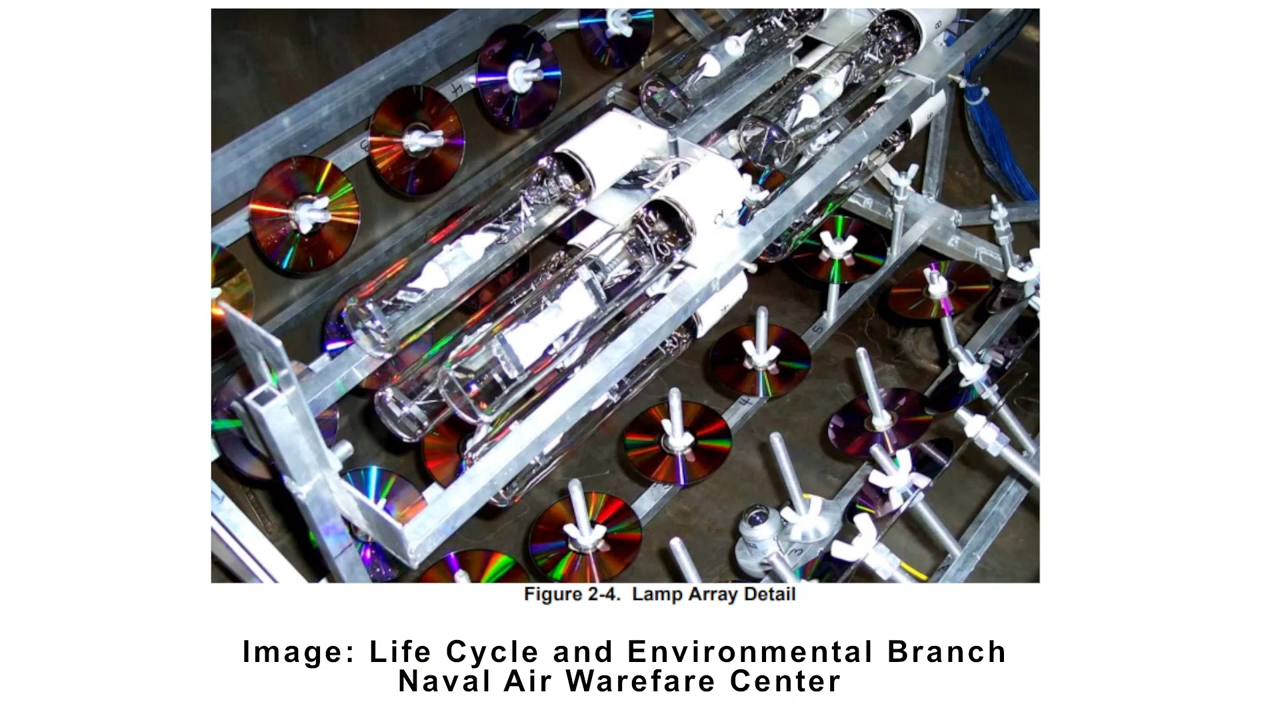 Figure 2-4.  Lamp Array Detail
Image: Life Cycle and Environmental Branch
Naval Air Warefare Center